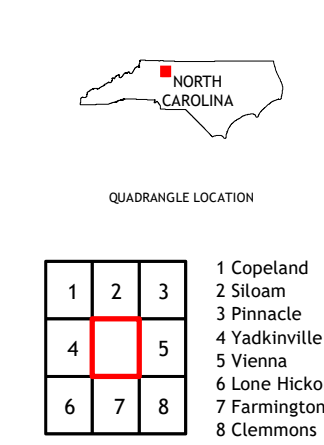 NORTH
CAROLINA
QUADRANGLE LOCATION
1 2 3
4 5
6 7 8
1 Copeland
2 Siloam
3 Pinnacle
4 Yadkinville
5 Vienna
6 Lone Hicko
7 Farmington
8 Clemmons